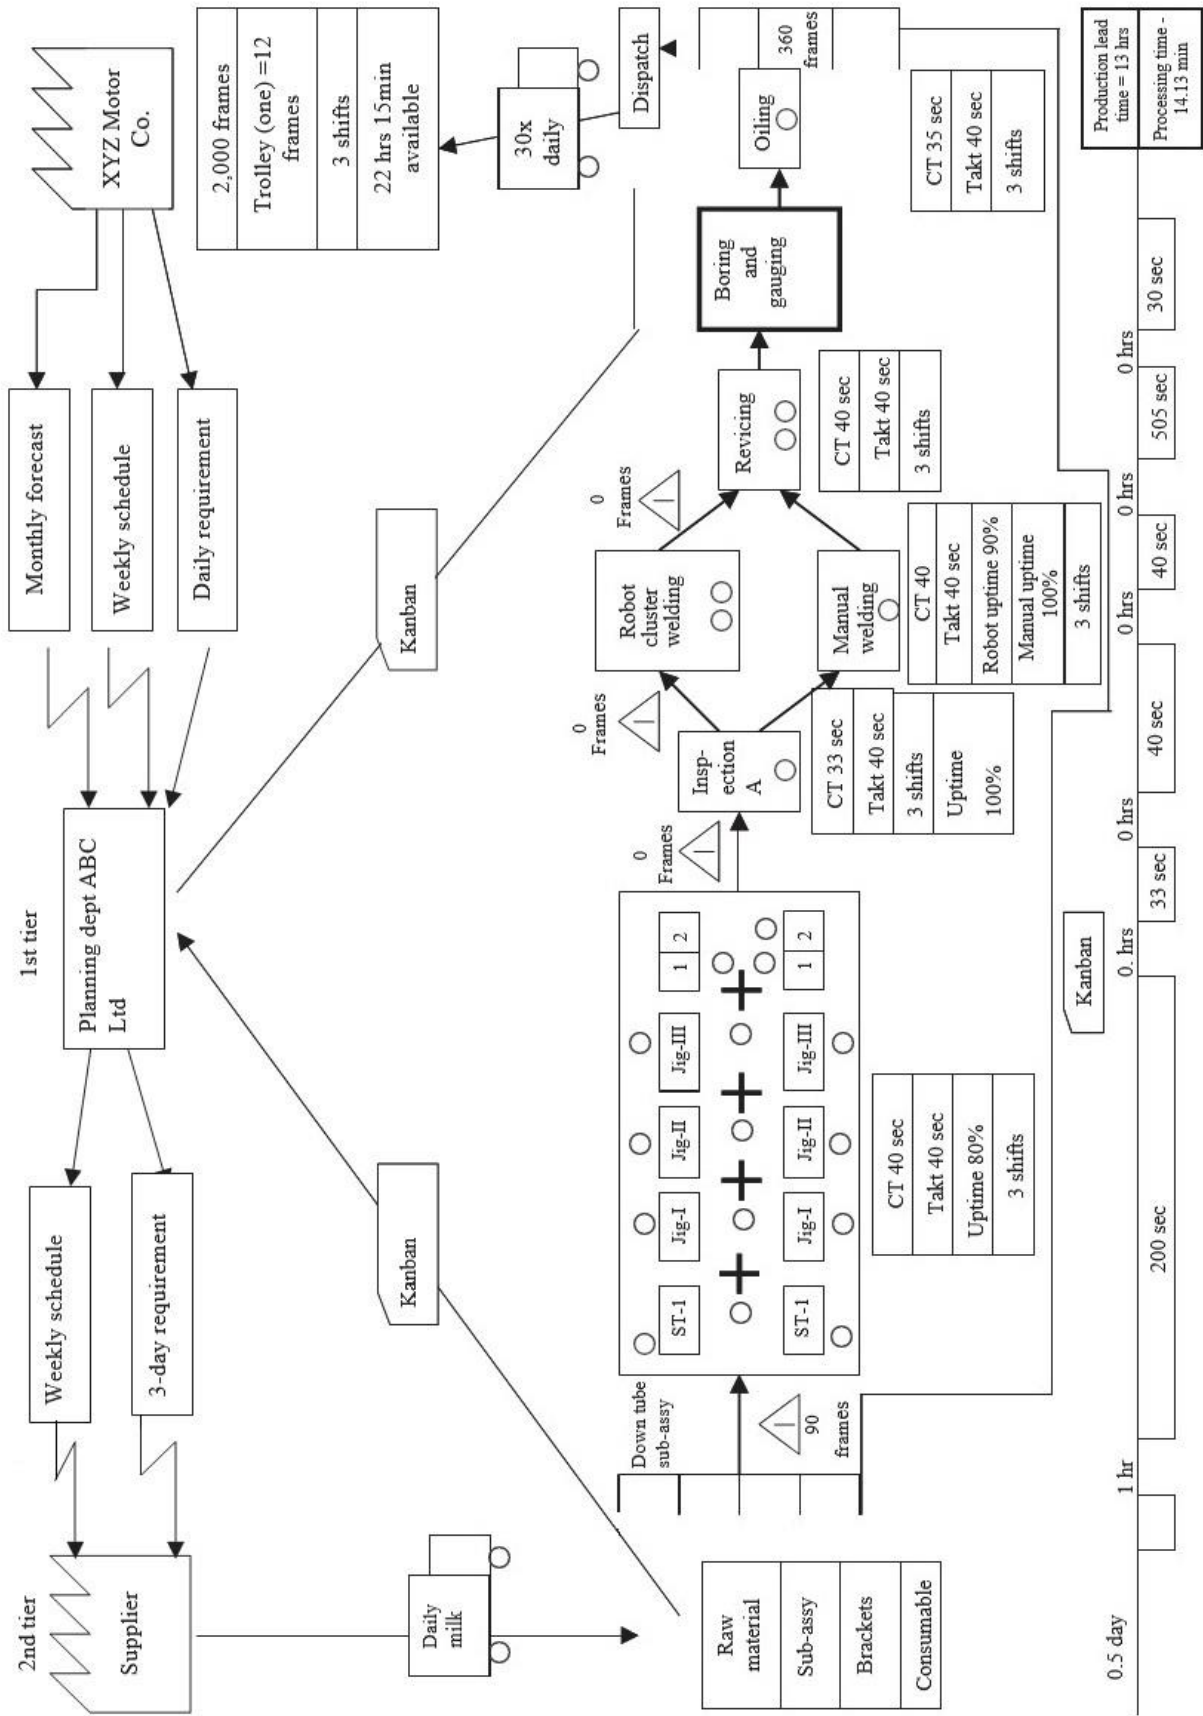 2nd tier
Supplier
Weekly schedule
3-day requirement
1st tier
Planning dept ABC
Ltd
Monthly forecast
Weekly schedule
Daily requirement
XYZ Motor
Co.
2,000 frames
Trolley (one) =12
frames
3 shifts
22 hrs 15min
available
Daily
milk
Kanban
Kanban
30x
daily
Dispatch
Raw
material
Sub-assy
Brackets
Consumable
Down tube
sub-assy
I
90
frames
ST-1
Jig-I
Jig-II
Jig-III
1
2
ST-1
Jig-I
Jig-II
Jig-III
1
2
CT 40 sec
Takt 40 sec
Uptime 80%
3 shifts
0
Frames
I
Insp-
ection
A
CT 33 sec
Takt 40 sec
3 shifts
Uptime
100%
0
Frames
I
Robot
cluster
welding
Manual
welding
CT 40
Takt 40 sec
Robot uptime 90%
Manual uptime
100%
3 shifts
0
Frames
I
Revicing
CT 40 sec
Takt 40 sec
3 shifts
Boring
and
gauging
Oiling
CT 35 sec
Takt 40 sec
3 shifts
360
frames
Kanban
0.5 day
1 hr
200 sec
0. hrs
33 sec
0 hrs
40 sec
0 hrs
40 sec
0 hrs
505 sec
0 hrs
30 sec
Production lead
time = 13 hrs
Processing time -
14.13 min